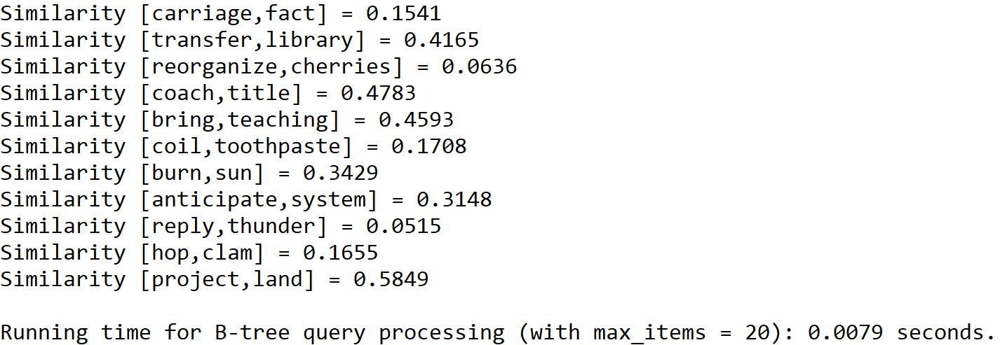 Similarity [carriage,fact] = 0.1541
Similarity [transfer,library] = 0.4165
Similarity [reorganize,cherries] = 0.0636
Similarity [coach,title] = 0.4783
Similarity [bring,teaching] = 0.4593
Similarity [coil,toothpaste] = 0.1708
Similarity [burn,sun] = 0.3429
Similarity [anticipate,system] = 0.3148
Similarity [reply,thunder] = 0.0515
Similarity [hop,clam] = 0.1655
Similarity [project,land] = 0.5849
Running time for B-tree query processing (with max_items = 20): 0.0079 seconds.